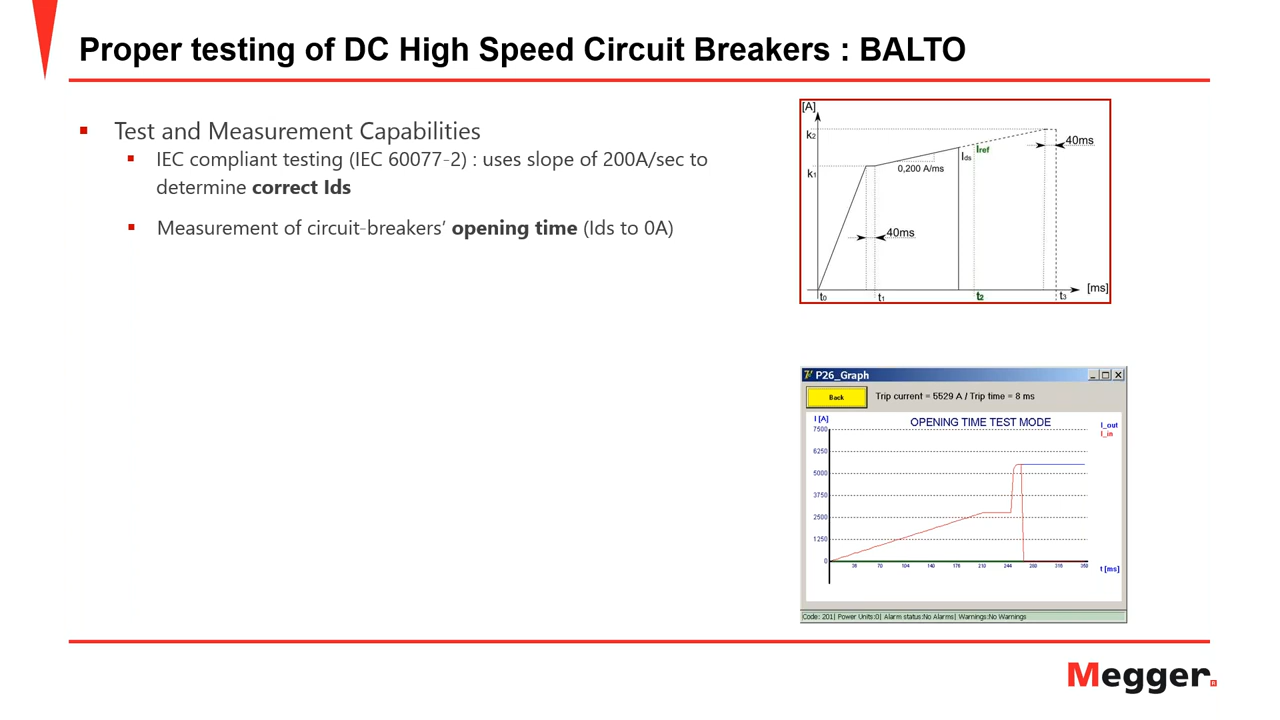 Proper testing of DC High Speed Circuit Breakers : BALTO
Test and Measurement Capabilities
IEC compliant testing (IEC 60077-2) : uses slope of 200A/sec to
determine correct Ids
Measurement of circuit-breakers’ opening time (Ids to 0A)
[A]
k2
k1
Ids
Iref
40ms
0,200 A/ms
40ms
[ms]
t0
t1
t2
t3
P26_Graph
Back
Trip current = 5529 A / Trip time = 8 ms
I [A]
OPENING TIME TEST MODE
I_out
I_in
7500
6250
5000
3750
2500
1250
0
36 70 104 140 176 210 244 280 316 350
t [ms]
Code: 201| Power Units:0| Alarm status:No Alarms| Warnings:No Warnings
Megger